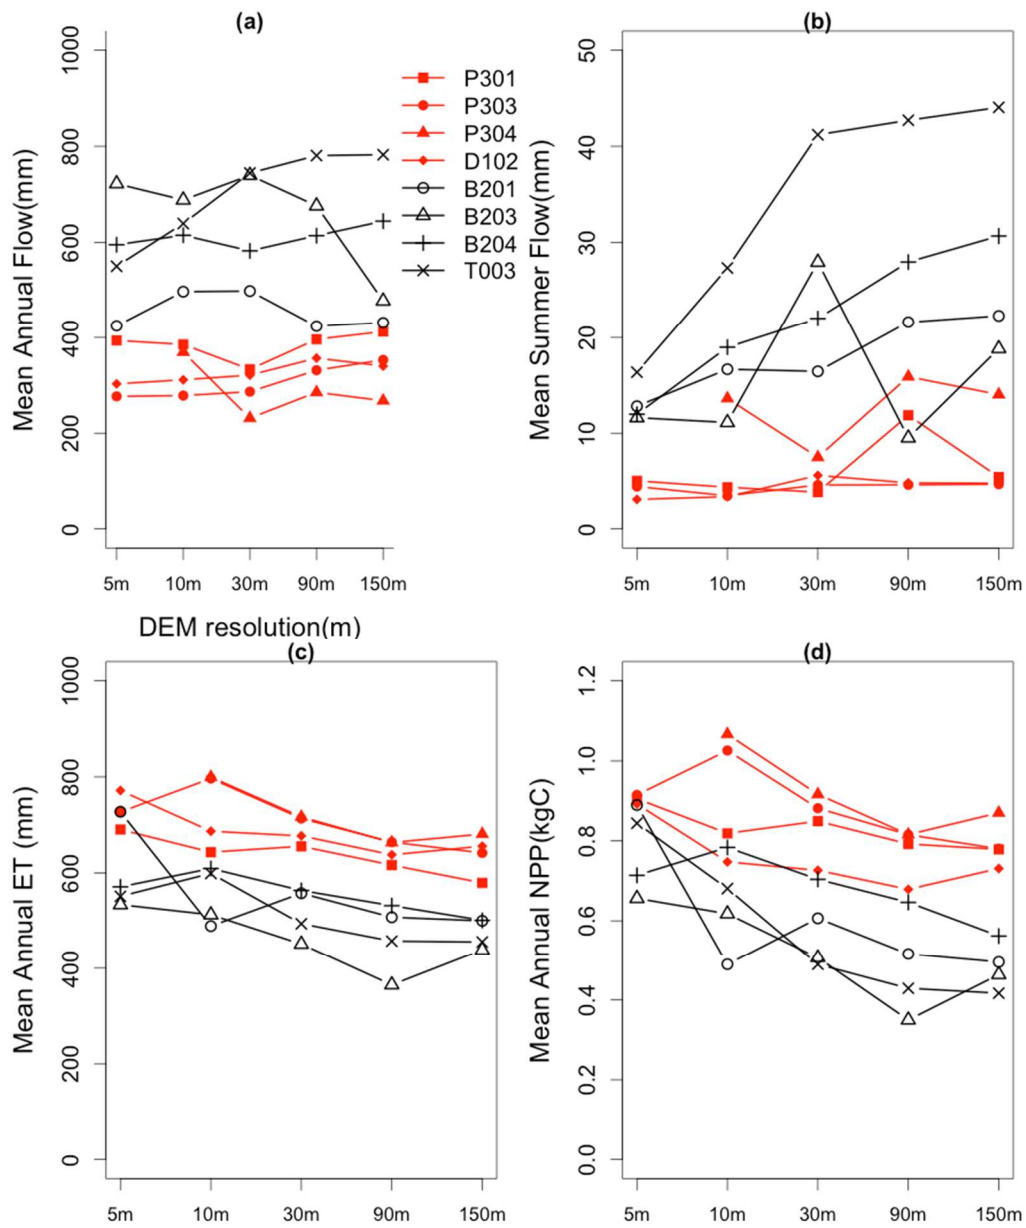 (a)
Mean Annual Flow(mm)
1000
800
600
400
200
0
5m 10m 30m 90m 150m
DEM resolution(m)
P301
P303
P304
D102
B201
B203
B204
T003
(b)
Mean Summer Flow(mm)
50
40
30
20
10
0
5m 10m 30m 90m 150m
(c)
Mean Annual ET (mm)
1000
800
600
400
200
0
5m 10m 30m 90m 150m
(d)
Mean Annual NPP(kgC)
1.2
1.0
0.8
0.6
0.4
0.2
0.0
5m 10m 30m 90m 150m